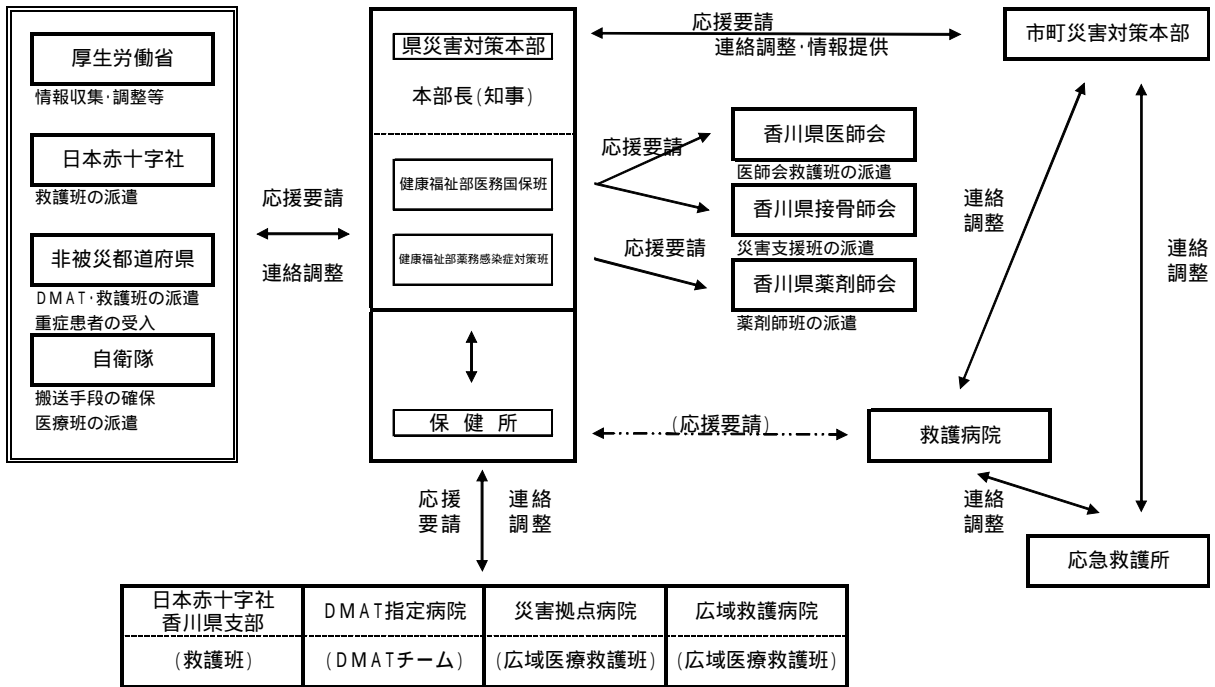 厚生労働省
情報収集・調整等
日本赤十字社
救護班の派遣
非被災都道府県
DMAT・救護班の派遣
重症患者の受入
自衛隊
搬送手段の確保
医療班の派遣
応援要請
連絡調整
県災害対策本部
本部長(知事)
健康福祉部医務国保班
健康福祉部薬務感染症対策班
保健所
応援要請
連絡調整・情報提供
市町災害対策本部
応援要請
香川県医師会
医師会救護班の派遣
香川県接骨師会
災害支援班の派遣
応援要請
香川県薬剤師会
薬剤師班の派遣
連絡
調整
連絡
調整
(応援要請)
救護病院
連絡
調整
応急救護所
応援
要請
連絡
調整
日本赤十字社
香川県支部
(救護班)
DMAT指定病院
(DMATチーム)
災害拠点病院
(広域医療救護班)
広域救護病院
(広域医療救護班)